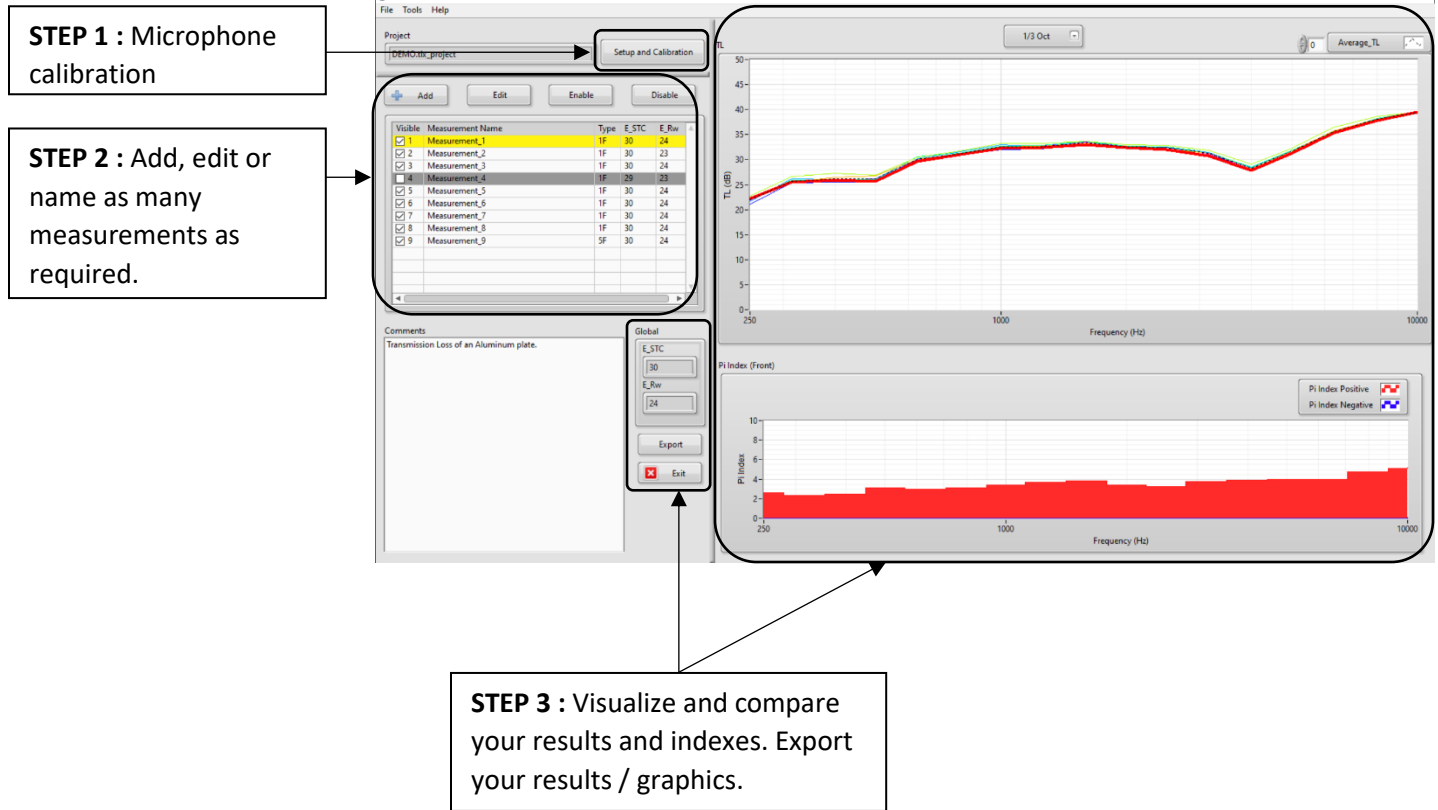 File Tools Help
STEP 1 : Microphone
calibration
Project
DEMO.tlx_project
Setup and Calibration
STEP 2 : Add, edit or
name as many
measurements as
required.
Add Edit Enable Disable
Visible Measurement Name Type E_STC E_Rw
1 Measurement_1 1F 30 24
2 Measurement_2 1F 30 23
3 Measurement_3 1F 30 24
4 Measurement_4 1F 29 23
5 Measurement_5 1F 30 24
6 Measurement_6 1F 30 24
7 Measurement_7 1F 30 24
8 Measurement_8 1F 30 24
9 Measurement_9 5F 30 24
Comments
Transmission Loss of an Aluminum plate.
Global
E_STC
30
E_Rw
24
Export
Exit
TL
1/3 Oct
0 Average_TL
50
45
40
35
30
25
20
15
10
5
0
TL (dB)
250 1000 10000
Frequency (Hz)
Pi Index (Front)
Pi Index Positive
Pi Index Negative
10
8
6
4
2
0
Pi Index
250 1000 10000
Frequency (Hz)
STEP 3 : Visualize and compare
your results and indexes. Export
your results / graphics.